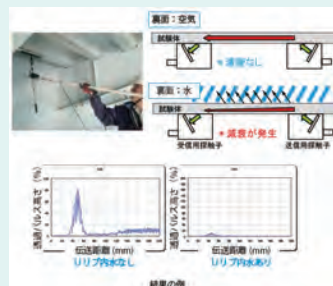 裏面：空気
試験体
＊減衰なし
裏面：水
試験体
＊減衰が発生
受信用探触子
送信用探触子
透過パルス高さ（%）
伝送距離（mm）
Uリブ内水なし
透過パルス高さ（%）
伝送距離（mm）
Uリブ内水あり
結果の例